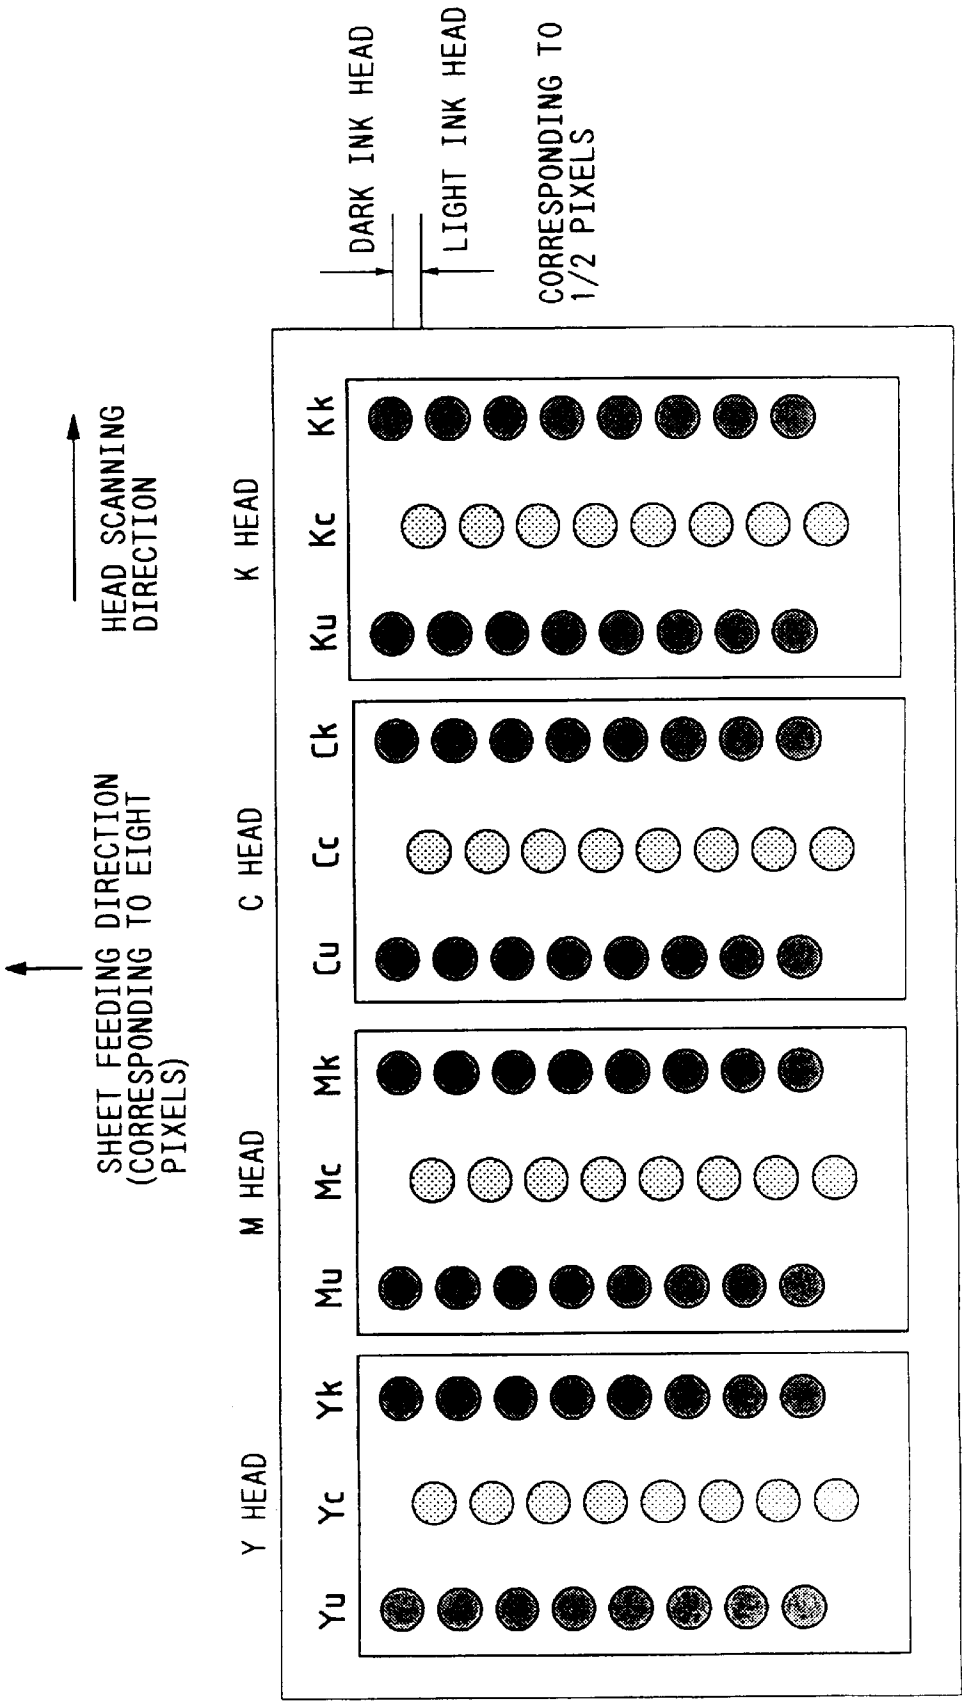 SHEET FEEDING DIRECTION
(CORRESPONDING TO EIGHT
PIXELS)
HEAD SCANNING
DIRECTION
Y HEAD
M HEAD
C HEAD
K HEAD
Yu Yc Yk Mu Mc Mk Cu Cc Ck Ku Kc Kk
DARK INK HEAD
LIGHT INK HEAD
CORRESPONDING TO
1/2 PIXELS